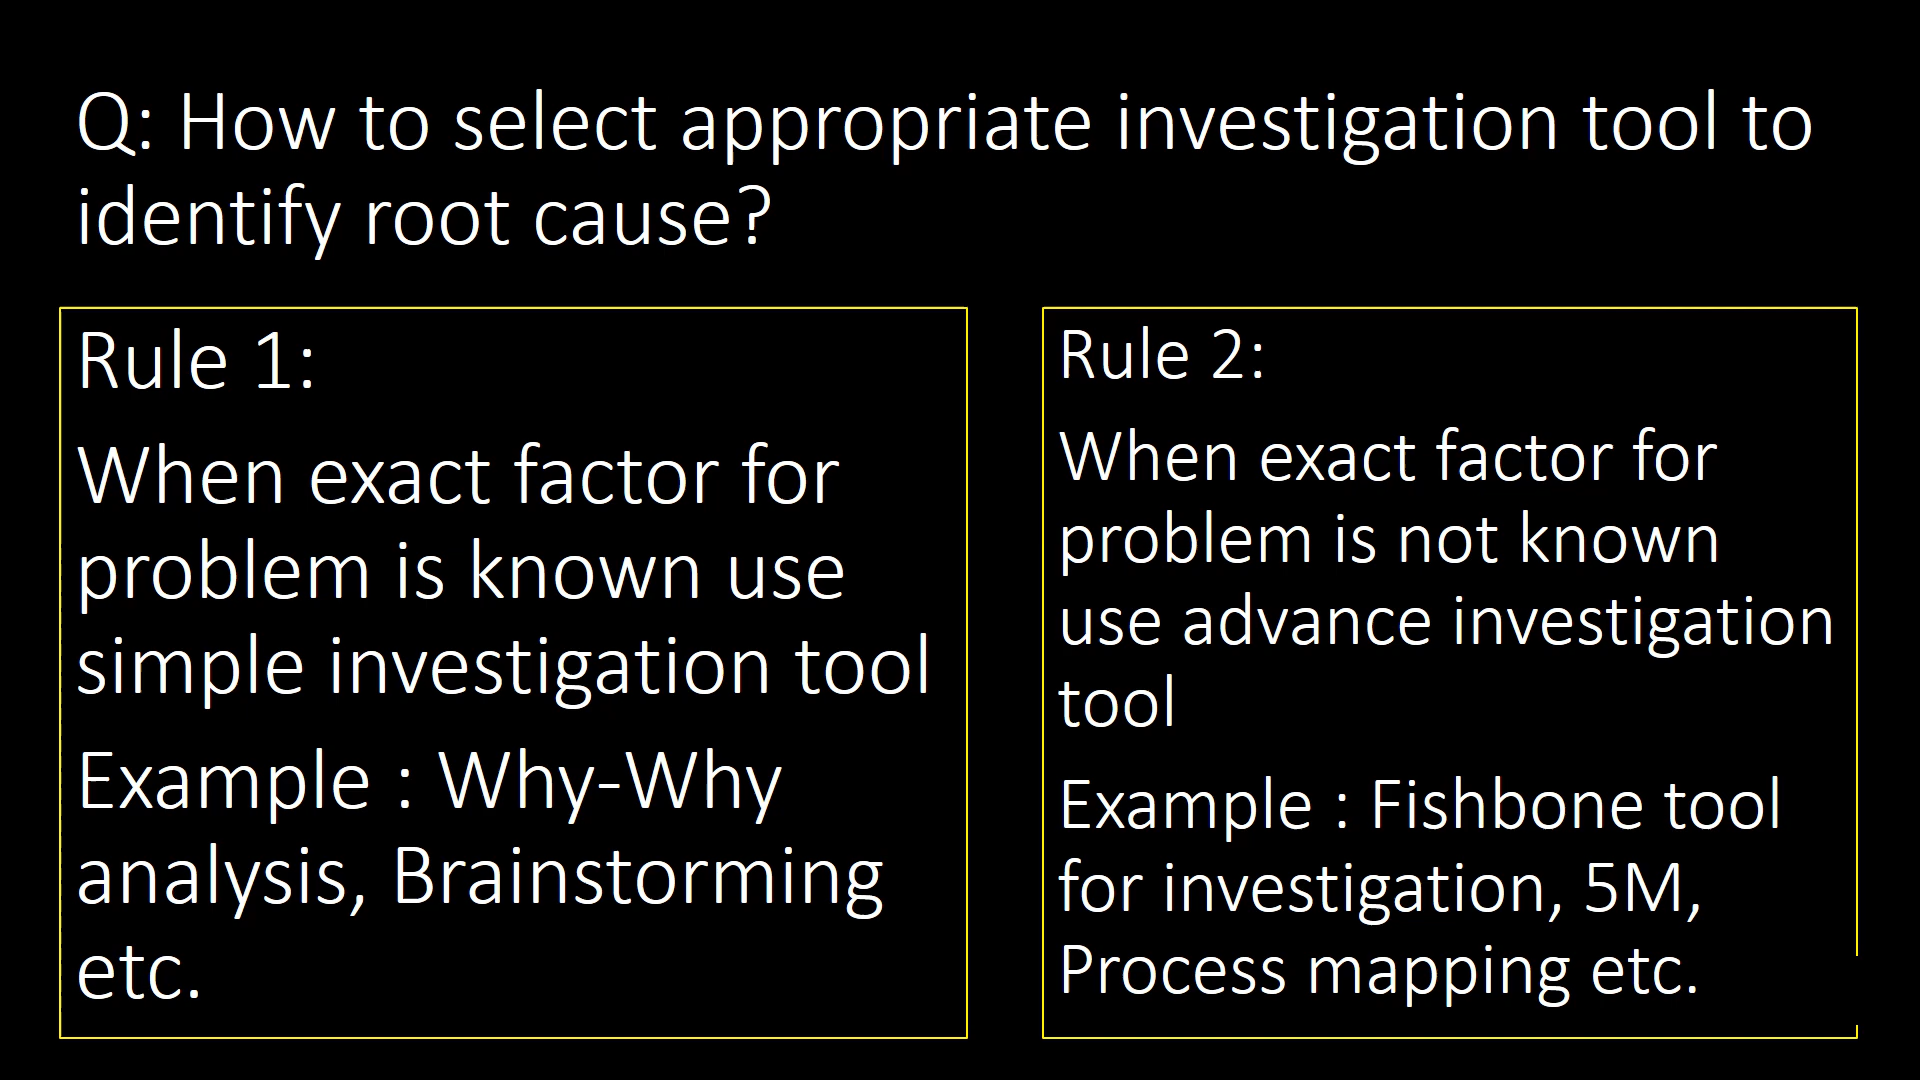 Q: How to select appropriate investigation tool to
identify root cause?
Rule 1:
When exact factor for
problem is known use
simple investigation tool
Example : Why-Why
analysis, Brainstorming
etc.
Rule 2:
When exact factor for
problem is not known
use advance investigation
tool
Example : Fishbone tool
for investigation, 5M,
Process mapping etc.